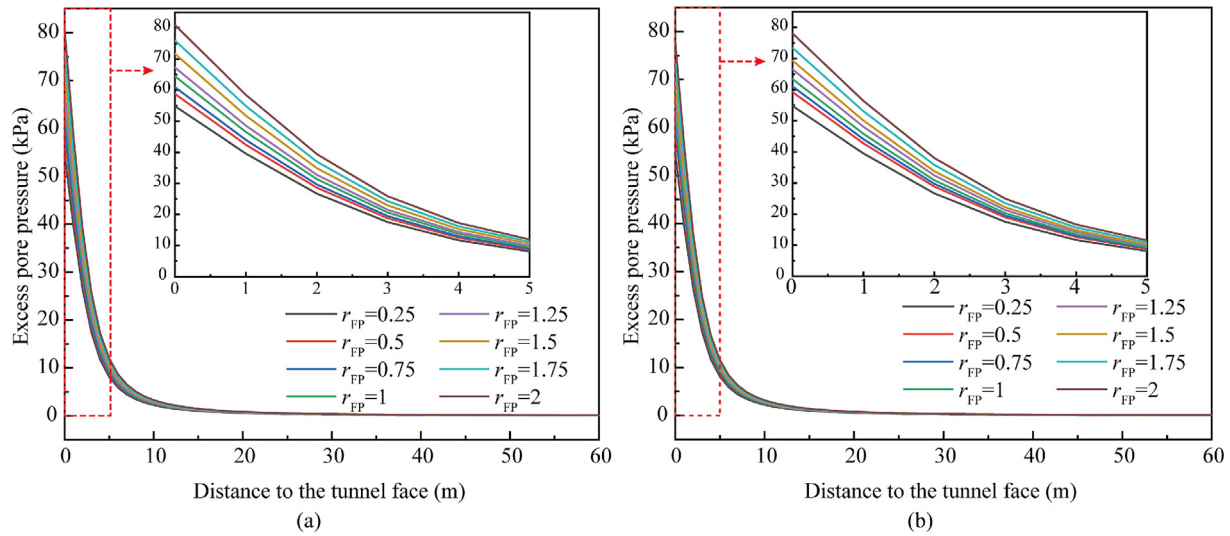 Excess pore pressure (kPa)
80
70
60
50
40
30
20
10
0
80
70
60
50
40
30
20
10
0
0 1 2 3 4 5
r_FP=0.25 r_FP=1.25
r_FP=0.5 r_FP=1.5
r_FP=0.75 r_FP=1.75
r_FP=1 r_FP=2
0 10 20 30 40 50 60
Distance to the tunnel face (m)
(a)
Excess pore pressure (kPa)
80
70
60
50
40
30
20
10
0
80
70
60
50
40
30
20
10
0
0 1 2 3 4 5
r_FP=0.25 r_FP=1.25
r_FP=0.5 r_FP=1.5
r_FP=0.75 r_FP=1.75
r_FP=1 r_FP=2
0 10 20 30 40 50 60
Distance to the tunnel face (m)
(b)